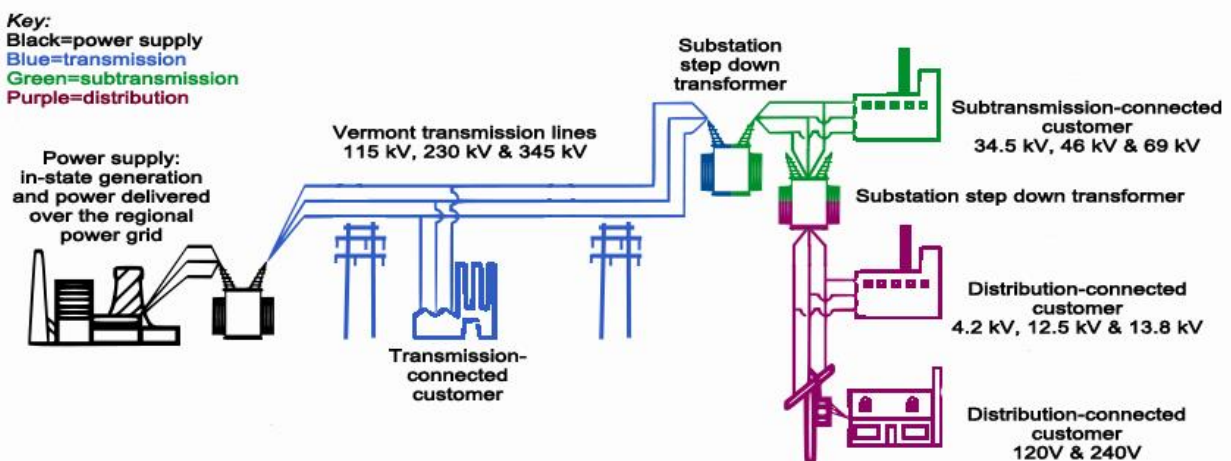 Key:
Black=power supply
Blue=transmission
Green=subtransmission
Purple=distribution
Power supply:
in-state generation
and power delivered
over the regional
power grid
Vermont transmission lines
115 kV, 230 kV & 345 kV
Transmission-
connected
customer
Substation
step down
transformer
Subtransmission-connected
customer
34.5 kV, 46 kV & 69 kV
Substation step down transformer
Distribution-connected
customer
4.2 kV, 12.5 kV & 13.8 kV
Distribution-connected
customer
120V & 240V